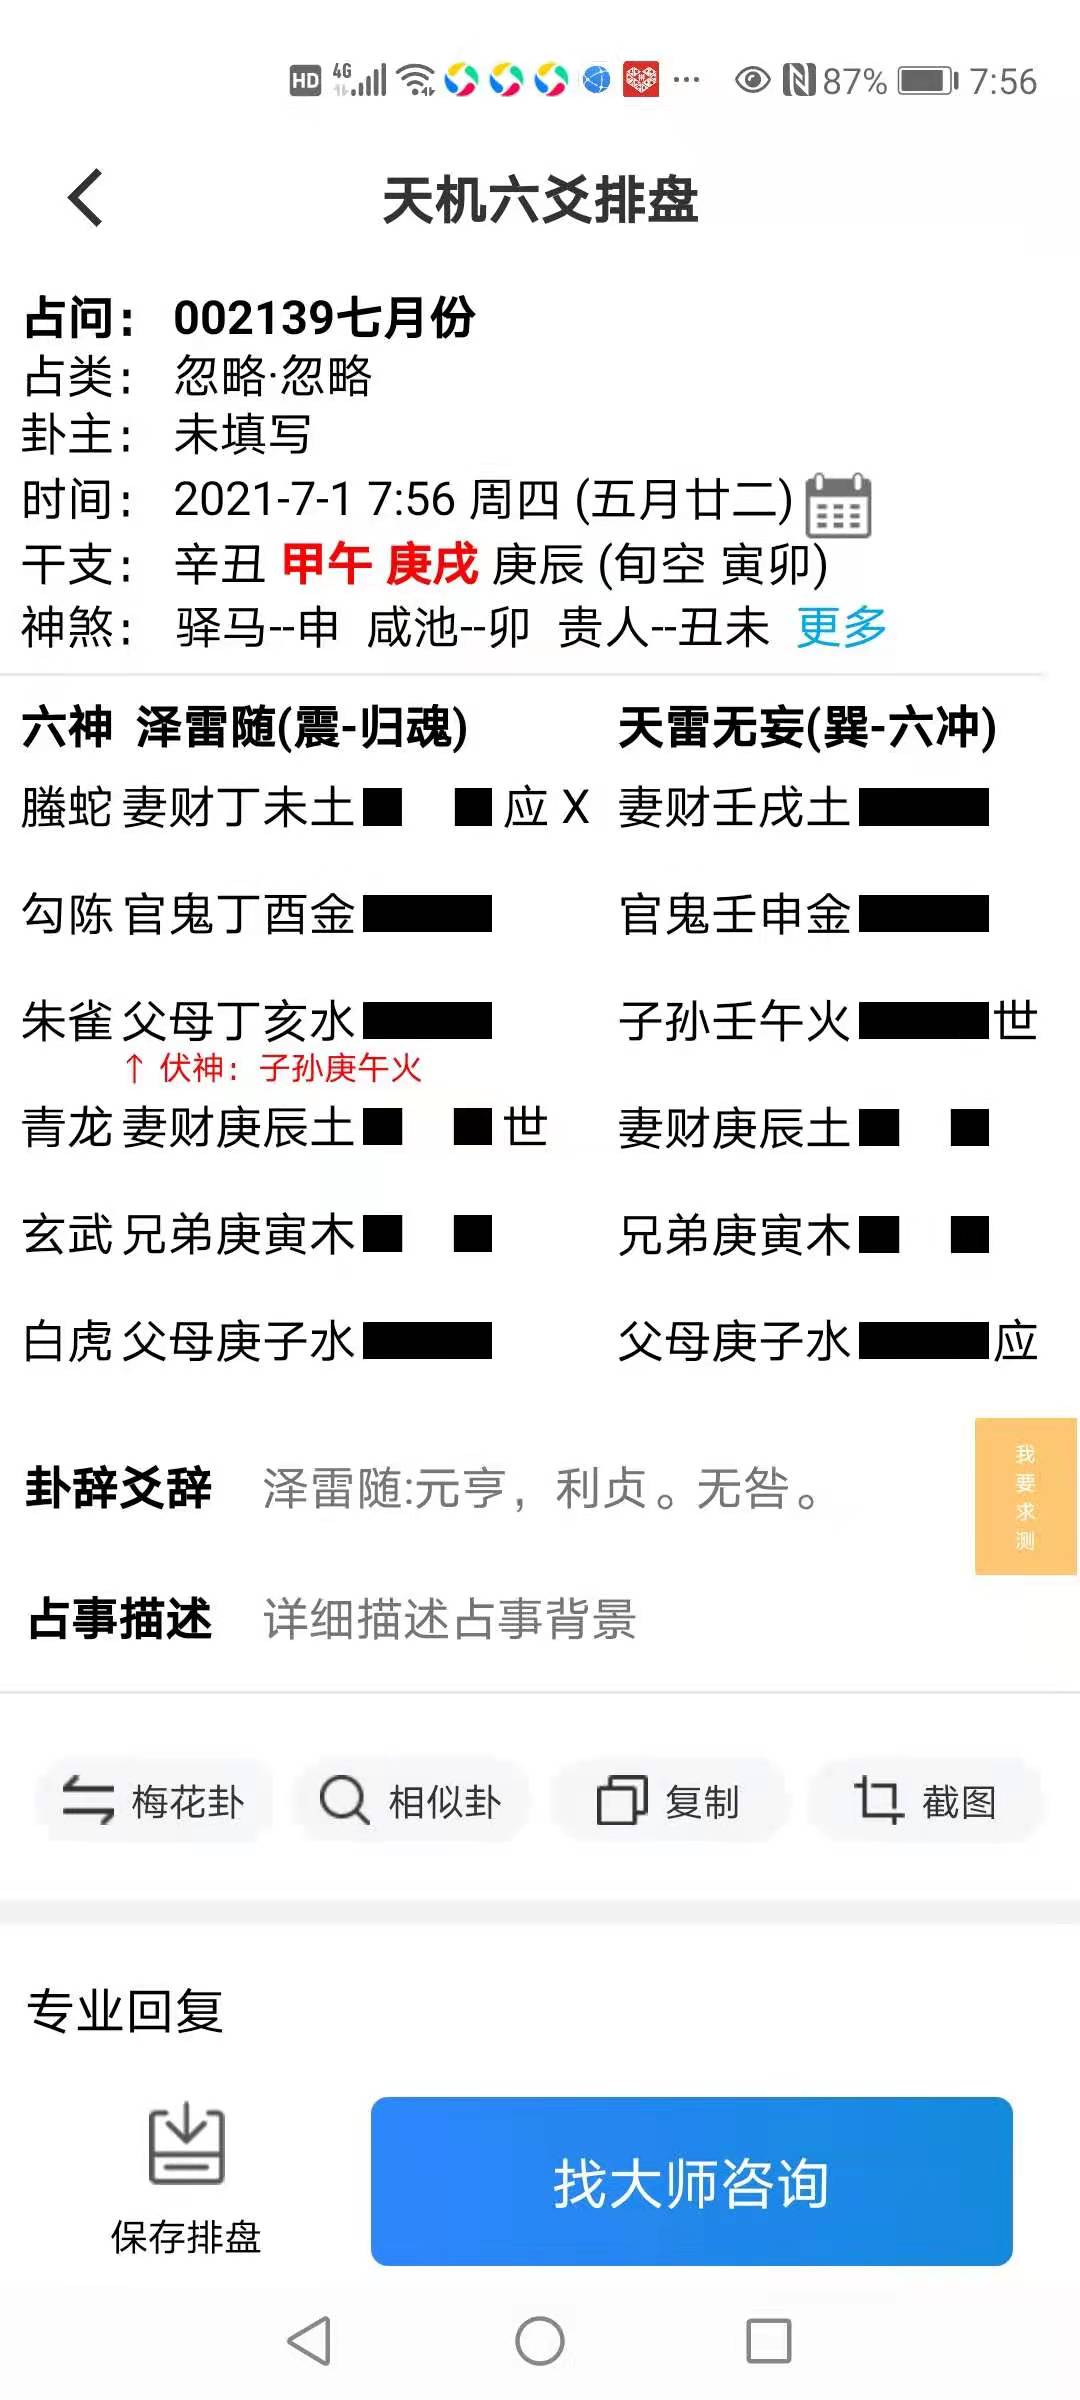 HD 4G 87% 7:56
天机六爻排盘
占问： 002139七月份
占类： 忽略·忽略
卦主： 未填写
时间： 2021-7-1 7:56 周四 (五月廿二)
干支： 辛丑 甲午 庚戌 庚辰 (旬空 寅卯)
神煞： 驿马--申 咸池--卯 贵人--丑未 更多
六神 泽雷随(震-归魂) 天雷无妄(巽-六冲)
螣蛇 妻财丁未土 应 X 妻财壬戌土
勾陈 官鬼丁酉金 官鬼壬申金
朱雀 父母丁亥水 子孙壬午火 世
↑ 伏神：子孙庚午火
青龙 妻财庚辰土 世 妻财庚辰土
玄武 兄弟庚寅木 兄弟庚寅木
白虎 父母庚子水 父母庚子水 应
卦辞爻辞 泽雷随:元亨，利贞。无咎。
我要求测
占事描述 详细描述占事背景
梅花卦 相似卦 复制 截图
专业回复
保存排盘 找大师咨询